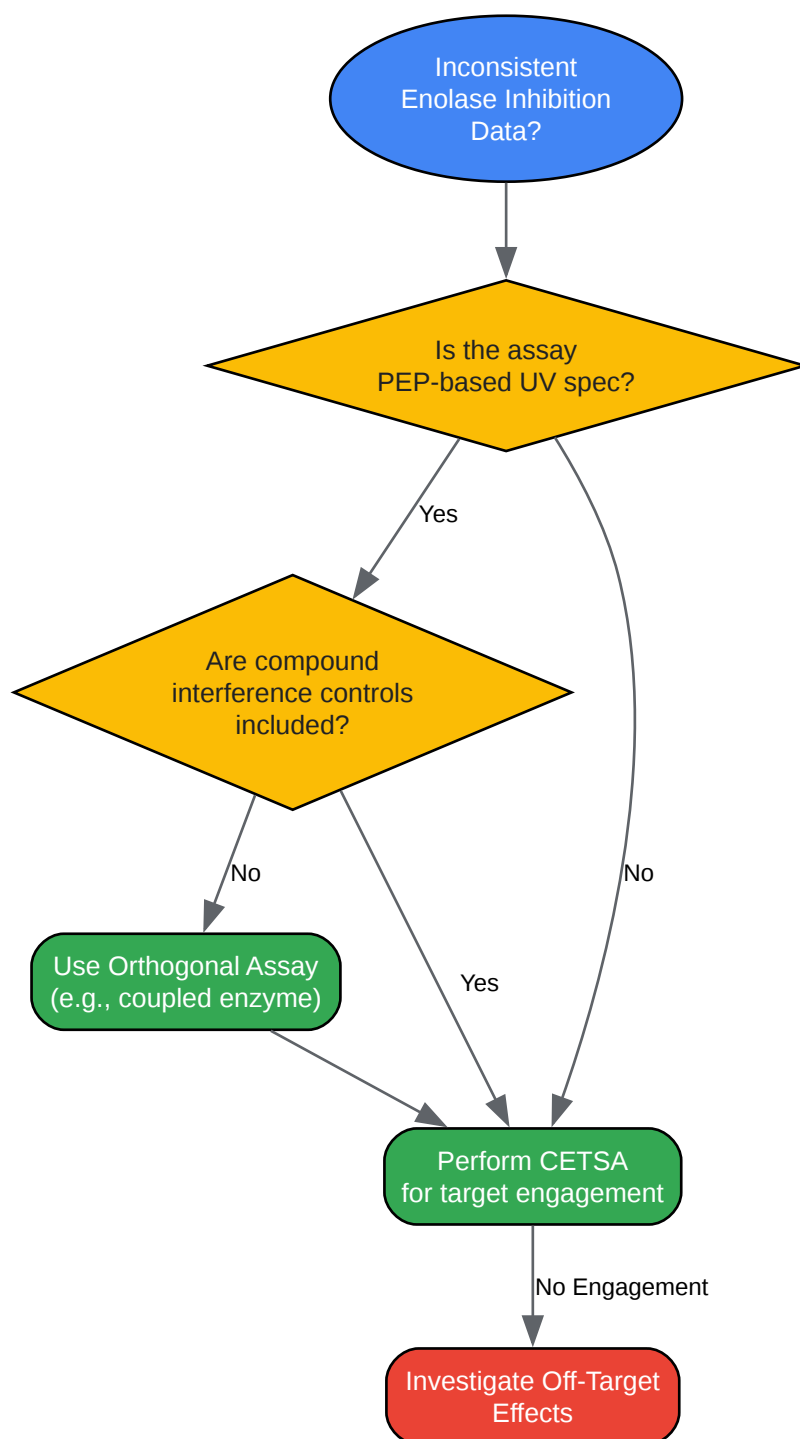 Inconsistent
Enolase Inhibition
Data?
Is the assay
PEP-based UV spec?
Yes
Are compound
interference controls
included?
No
No
Use Orthogonal Assay
(e.g., coupled enzyme)
Yes
Perform CETSA
for target engagement
No Engagement
Investigate Off-Target
Effects